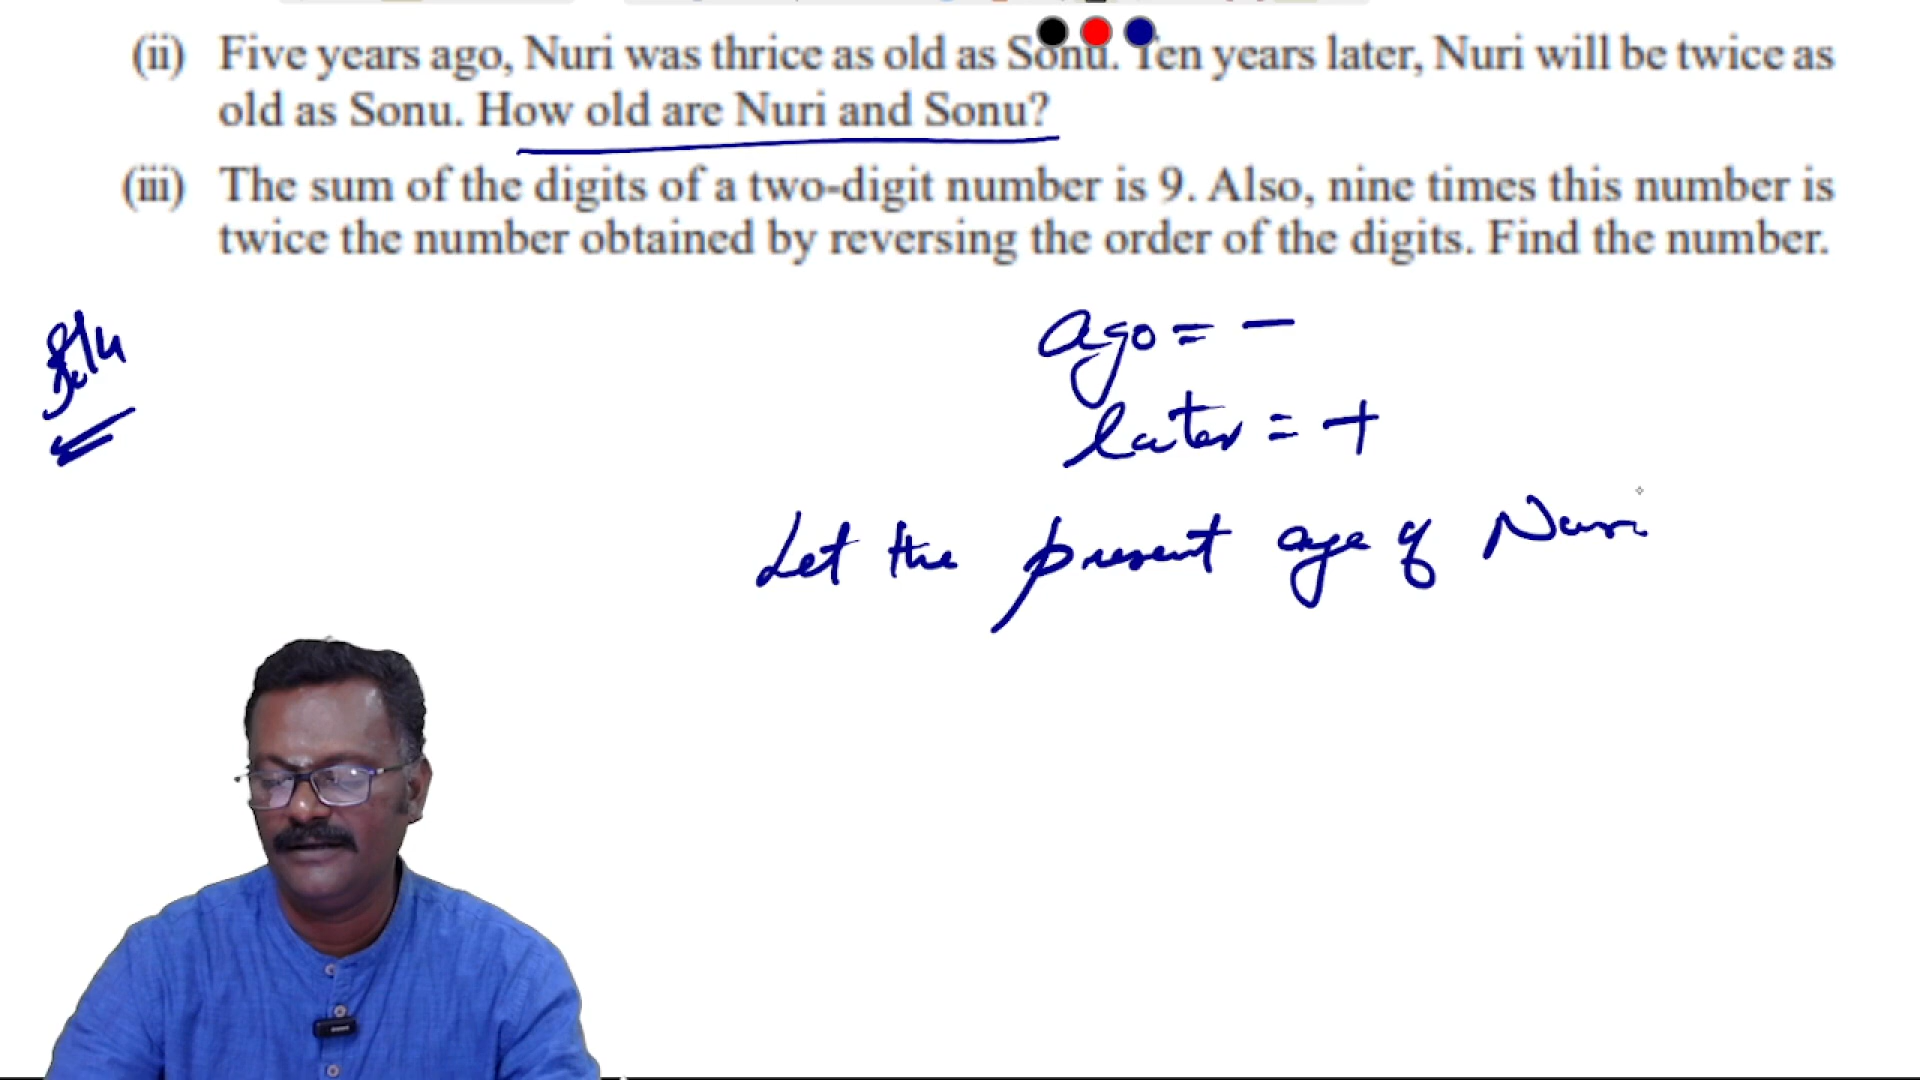 (ii) Five years ago, Nuri was thrice as old as Sonu. Ten years later, Nuri will be twice as
old as Sonu. How old are Nuri and Sonu?
(iii) The sum of the digits of a two-digit number is 9. Also, nine times this number is
twice the number obtained by reversing the order of the digits. Find the number.
ago = -
later = +
Let the present age of Nuri